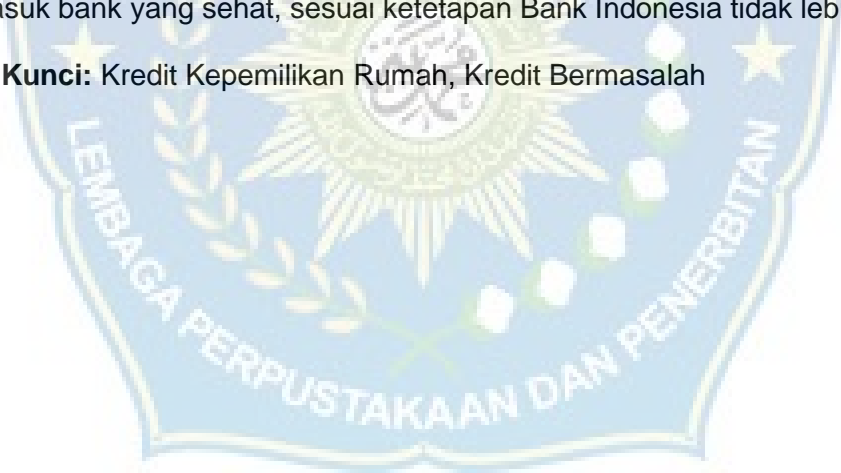 asuk bank yang sehat, sesuai ketetapan Bank Indonesia tidak leb
Kunci: Kredit Kepemilikan Rumah, Kredit Bermasalah
LEMBAGA PERPUSTAKAAN DAN PENERBITAN